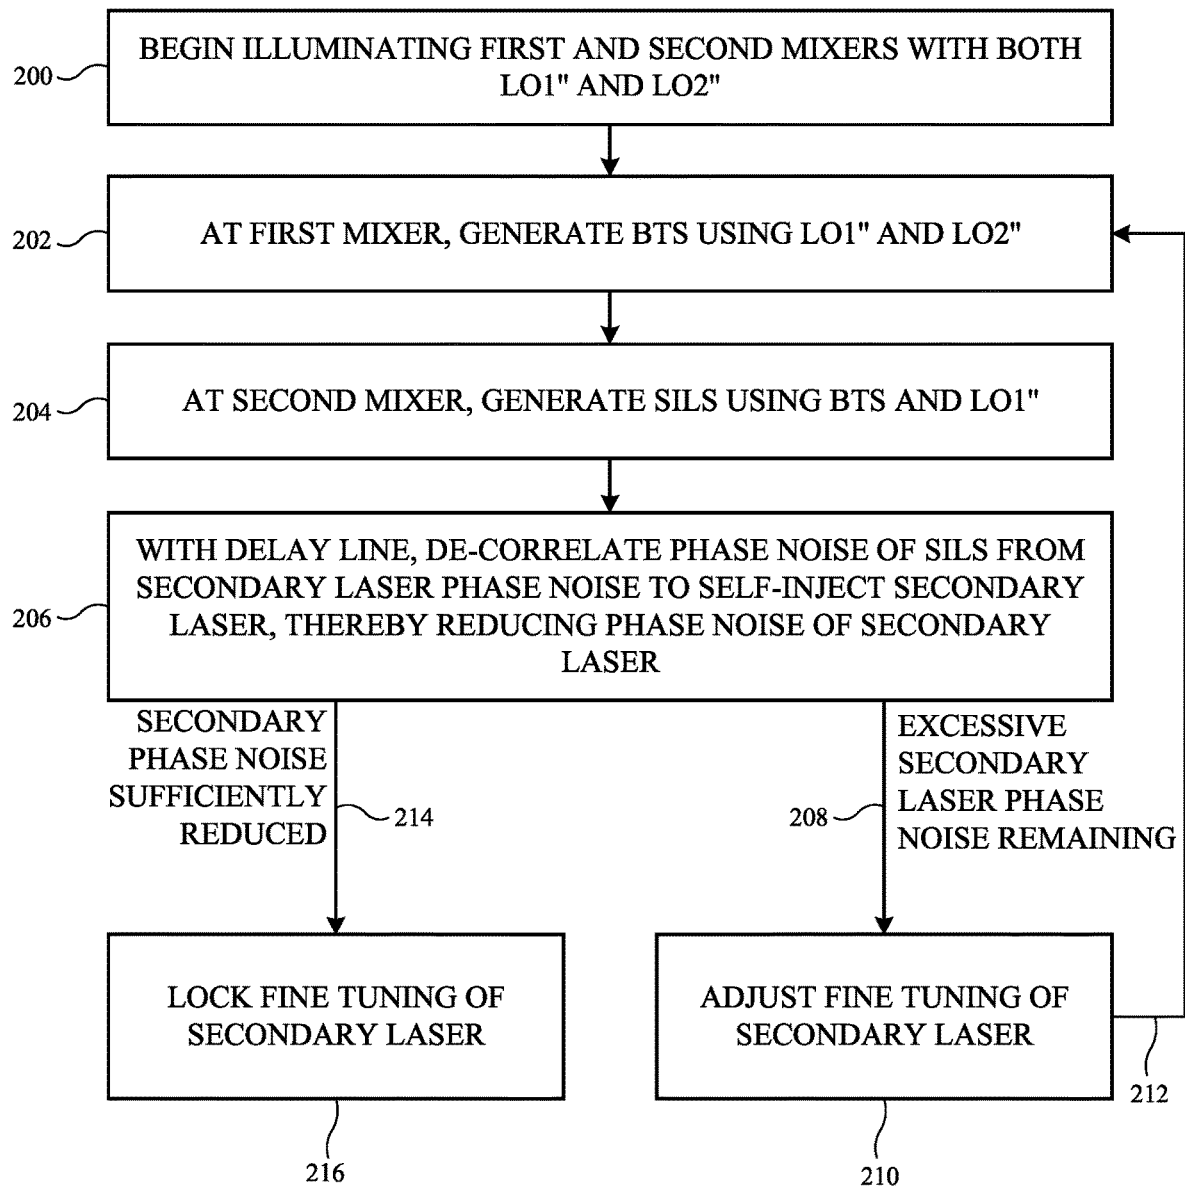 BEGIN ILLUMINATING FIRST AND SECOND MIXERS WITH BOTH
LO1" AND LO2"
200
AT FIRST MIXER, GENERATE BTS USING LO1" AND LO2"
202
AT SECOND MIXER, GENERATE SILS USING BTS AND LO1"
204
WITH DELAY LINE, DE-CORRELATE PHASE NOISE OF SILS FROM
SECONDARY LASER PHASE NOISE TO SELF-INJECT SECONDARY
LASER, THEREBY REDUCING PHASE NOISE OF SECONDARY
LASER
206
SECONDARY
PHASE NOISE
SUFFICIENTLY
REDUCED
214
208
EXCESSIVE
SECONDARY
LASER PHASE
NOISE REMAINING
LOCK FINE TUNING OF
SECONDARY LASER
ADJUST FINE TUNING OF
SECONDARY LASER
212
216
210